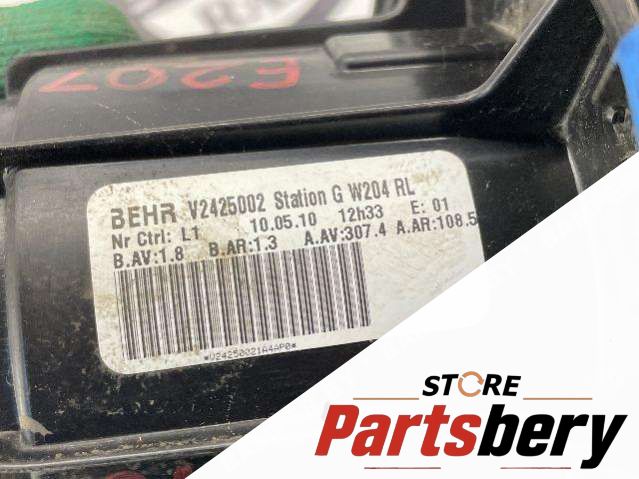 E207
BEHR V2425002 Station G W204 RL
Nr Ctrl: L1 10.05.10 12h33 E: 01
B.AV:1.8 B.AR:1.3 A.AV:307.4 A.AR:108.5
*V24250021A4AP0*
STORE
Partsbery